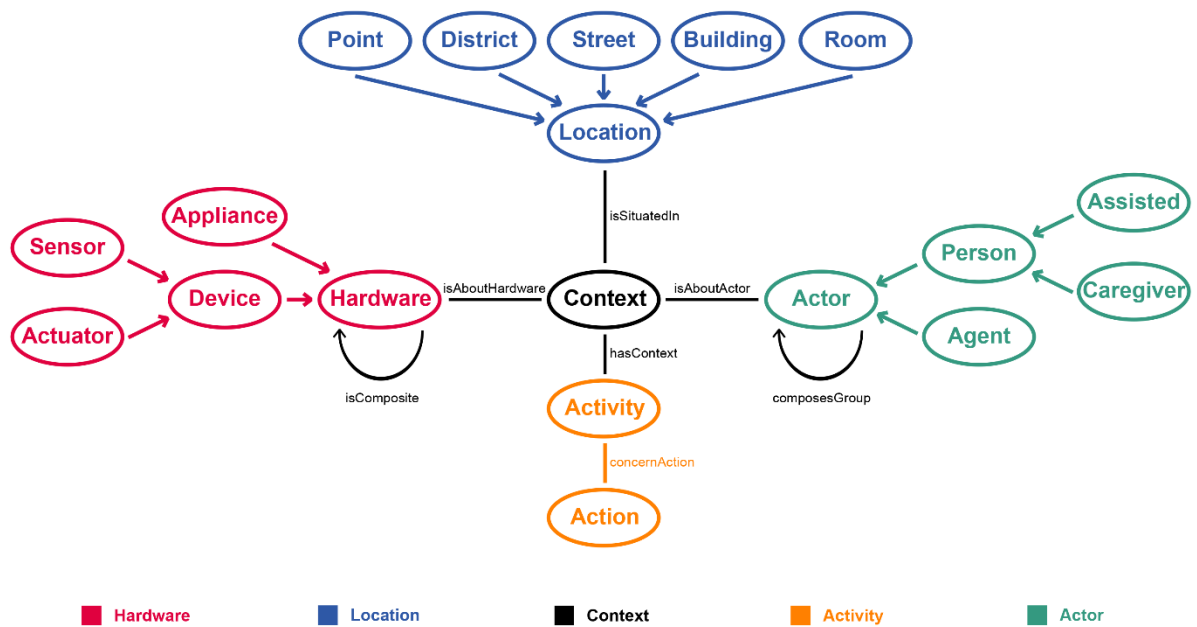 Point
District
Street
Building
Room
Location
isSituatedIn
Appliance
Sensor
Device
Actuator
Hardware
isAboutHardware
Context
isAboutActor
Actor
Person
Assisted
Caregiver
Agent
isComposite
hasContext
composesGroup
Activity
concernAction
Action
Hardware
Location
Context
Activity
Actor